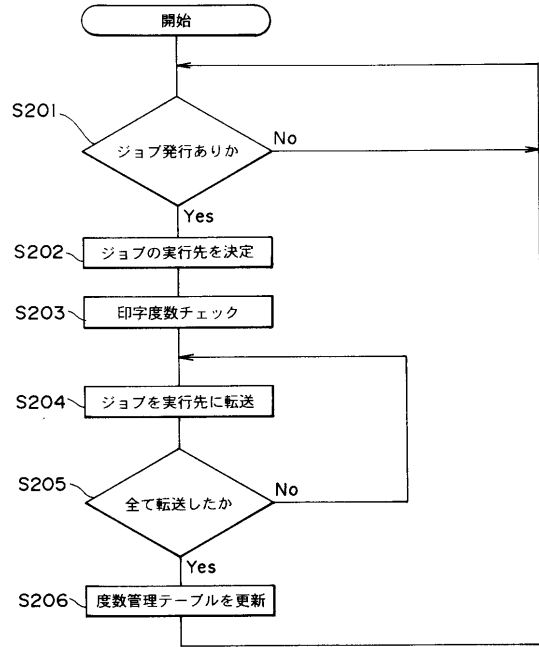 開始
S201
ジョブ発行ありか
No
Yes
S202
ジョブの実行先を決定
S203
印字度数チェック
S204
ジョブを実行先に転送
S205
全て転送したか
No
Yes
S206
度数管理テーブルを更新